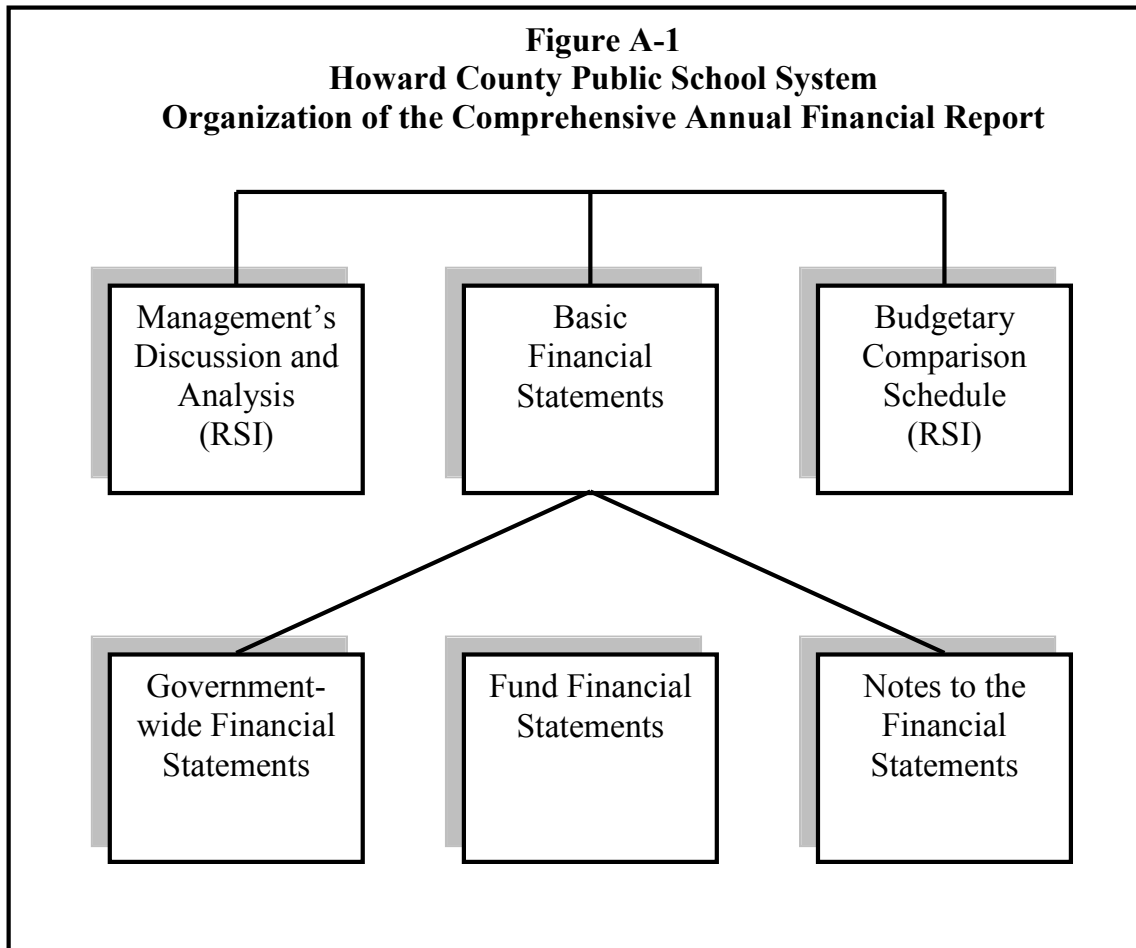 Figure A-1
Howard County Public School System
Organization of the Comprehensive Annual Financial Report
Management’s
Discussion and
Analysis
(RSI)
Basic
Financial
Statements
Budgetary
Comparison
Schedule
(RSI)
Government-
wide Financial
Statements
Fund Financial
Statements
Notes to the
Financial
Statements